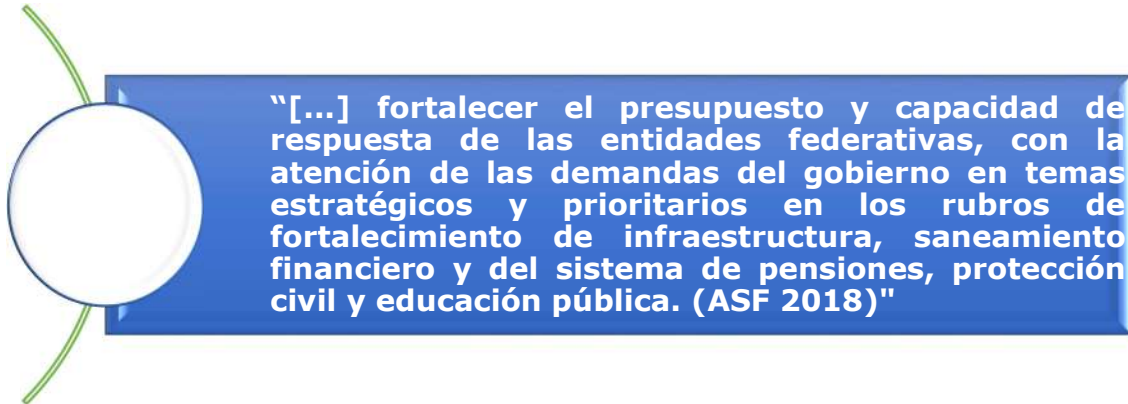 “[...] fortalecer el presupuesto y capacidad de
respuesta de las entidades federativas, con la
atención de las demandas del gobierno en temas
estratégicos y prioritarios en los rubros de
fortalecimiento de infraestructura, saneamiento
financiero y del sistema de pensiones, protección
civil y educación pública. (ASF 2018)"